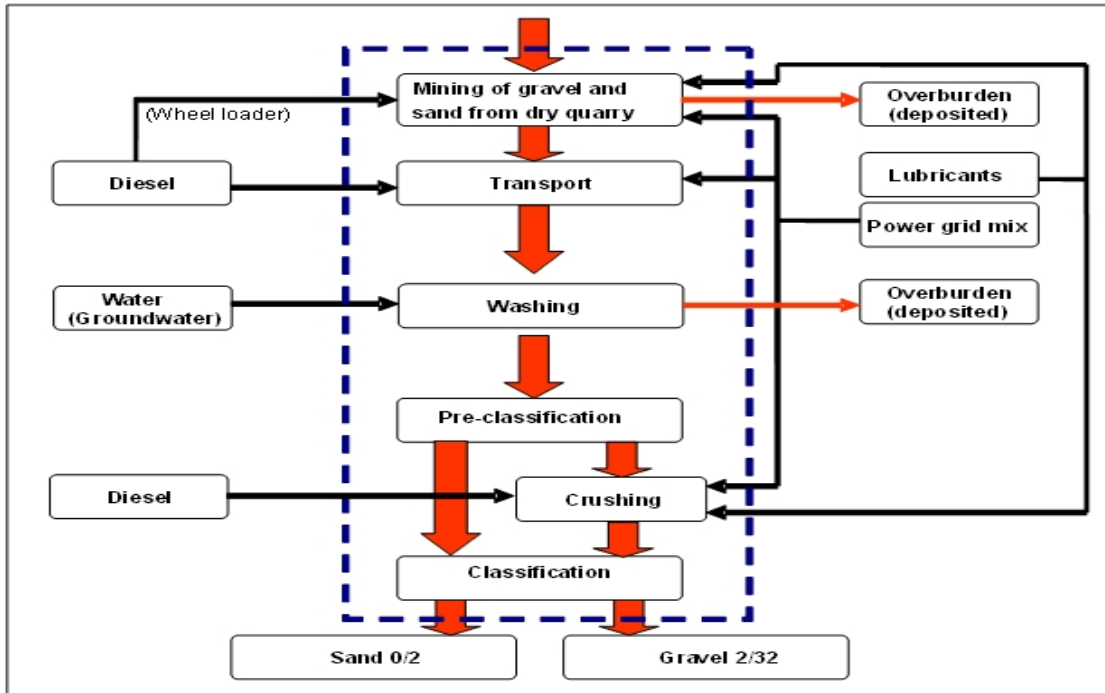 Mining of gravel and
sand from dry quarry
Overburden
(deposited)
(Wheel loader)
Diesel
Transport
Lubricants
Power grid mix
Water
(Groundwater)
Washing
Overburden
(deposited)
Pre-classification
Diesel
Crushing
Classification
Sand 0/2
Gravel 2/32